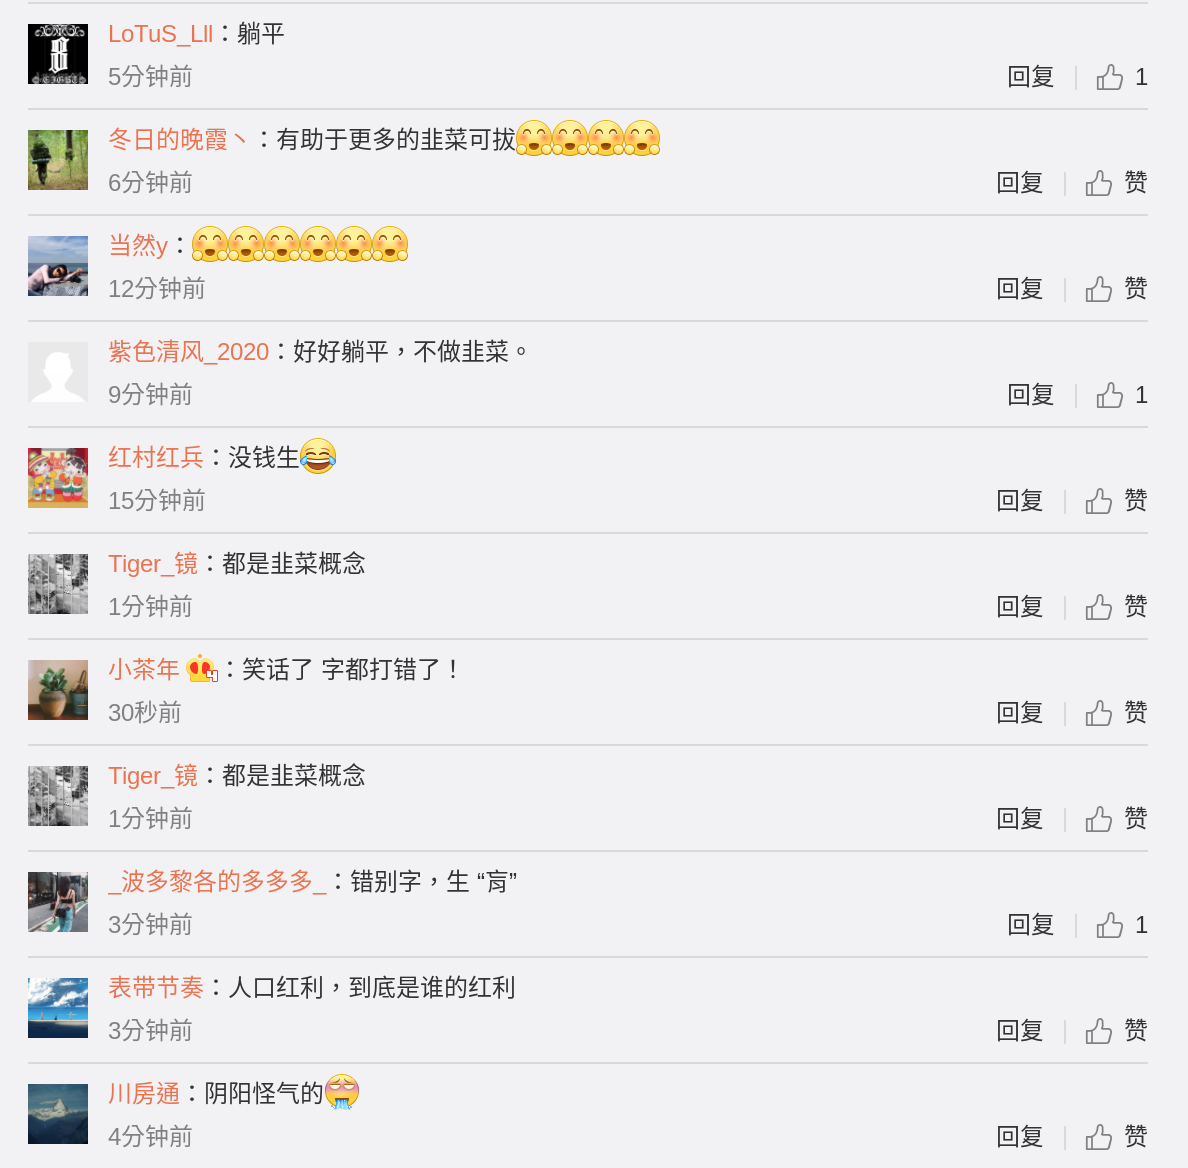 LoTuS_Lll：躺平
5分钟前 回复 1
冬日的晚霞丶：有助于更多的韭菜可拔
6分钟前 回复 赞
当然y：
12分钟前 回复 赞
紫色清风_2020：好好躺平，不做韭菜。
9分钟前 回复 1
红村红兵：没钱生
15分钟前 回复 赞
Tiger_镜：都是韭菜概念
1分钟前 回复 赞
小茶年：笑话了 字都打错了！
30秒前 回复 赞
Tiger_镜：都是韭菜概念
1分钟前 回复 赞
_波多黎各的多多多_：错别字，生 “肓”
3分钟前 回复 1
表带节奏：人口红利，到底是谁的红利
3分钟前 回复 赞
川房通：阴阳怪气的
4分钟前 回复 赞